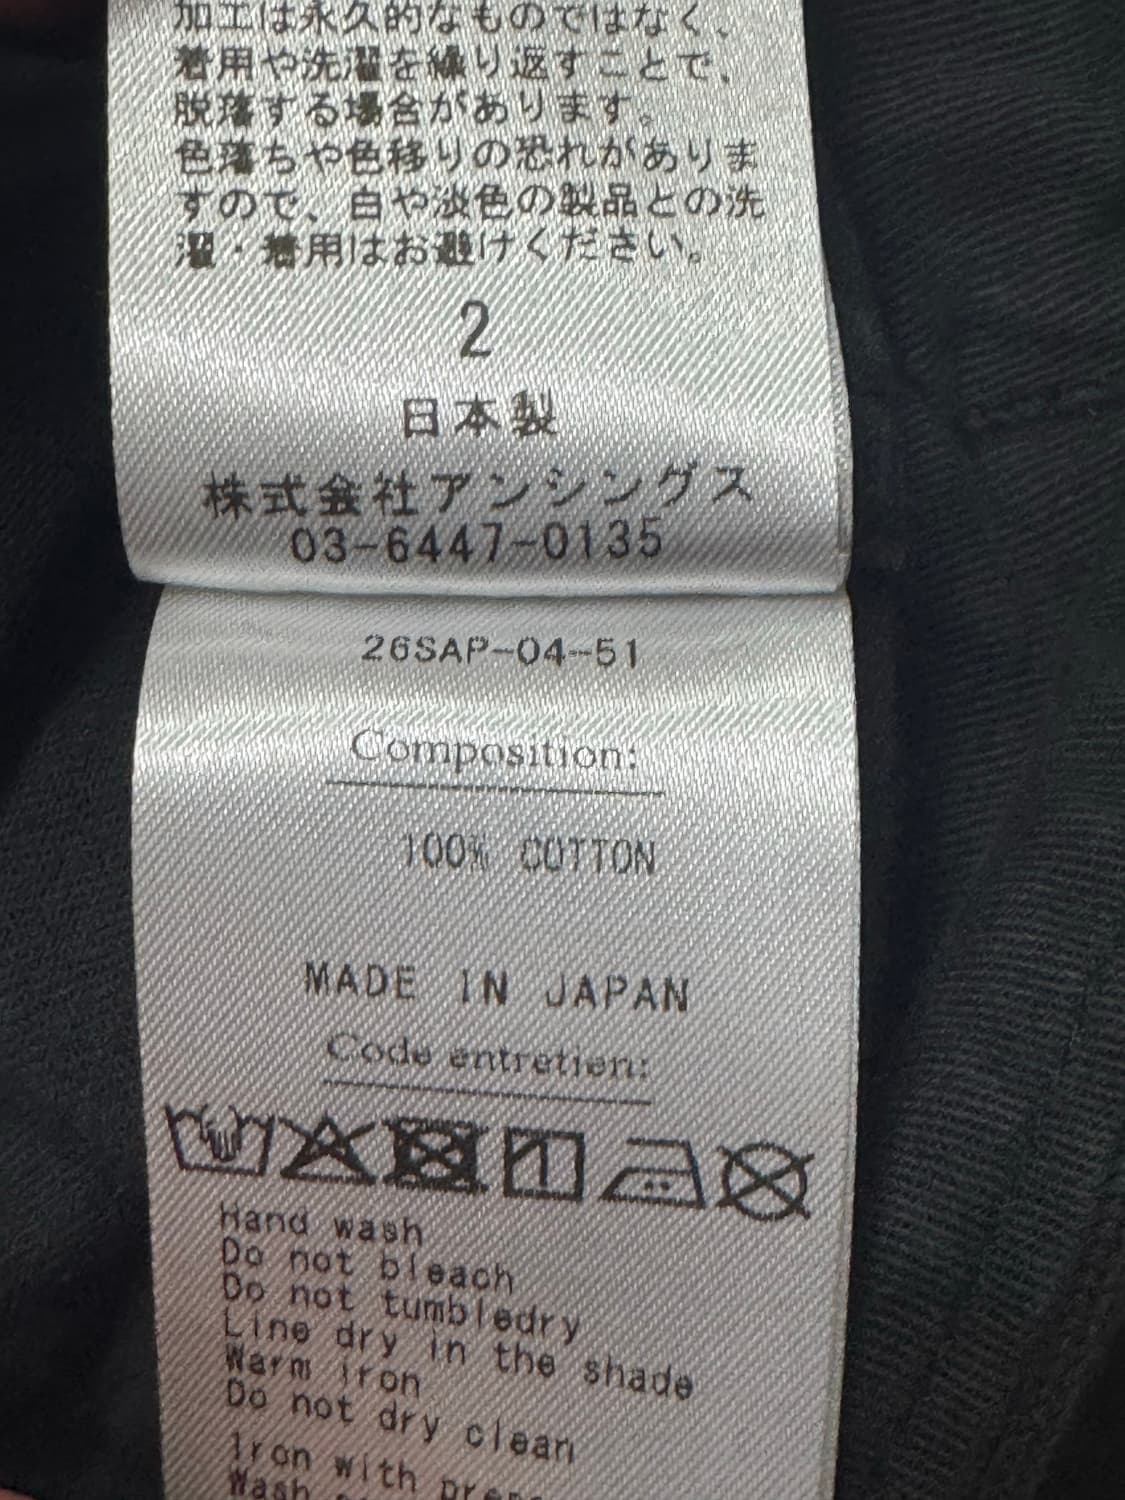 加工は永久的なものではなく、
着用や洗濯を繰り返すことで、
脱落する場合があります。
色落ちや色移りの恐れがありま
すので、白や淡色の製品との洗
濯・着用はお避けください。
2
日本製
株式会社アンシングス
03-6447-0135
26SAP-04-51
Composition:
100% COTTON
MADE IN JAPAN
Code entretien:
Hand wash
Do not bleach
Do not tumbledry
Line dry in the shade
Warm iron
Do not dry clean
Iron with
Wash